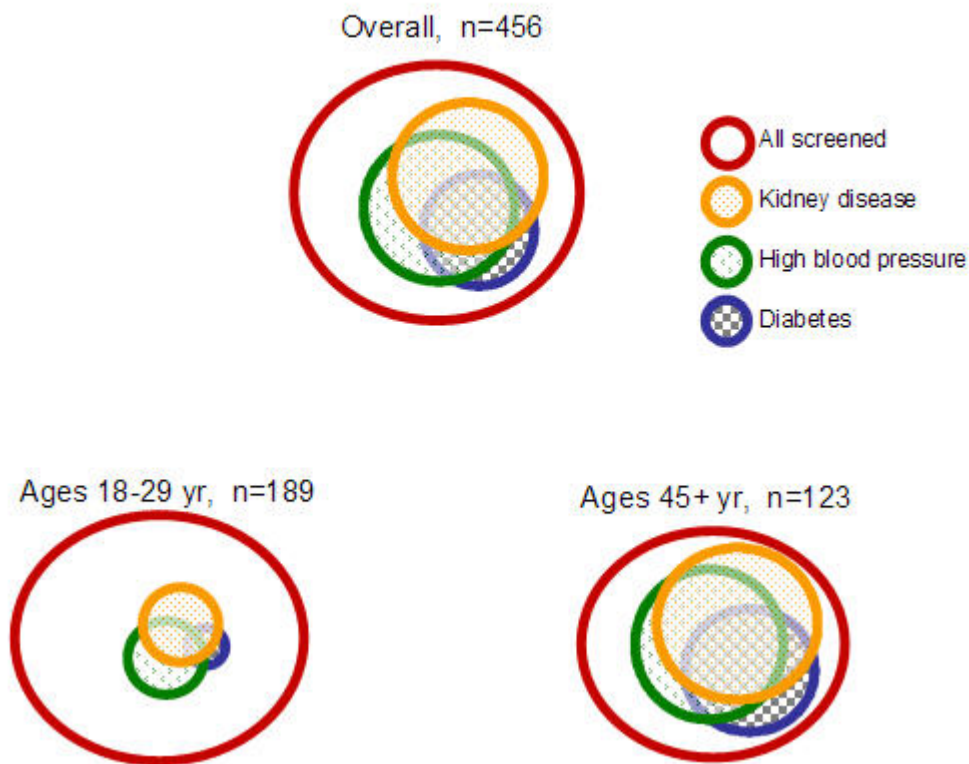 Overall, n=456
All screened
Kidney disease
High blood pressure
Diabetes
Ages 18-29 yr, n=189
Ages 45+ yr, n=123